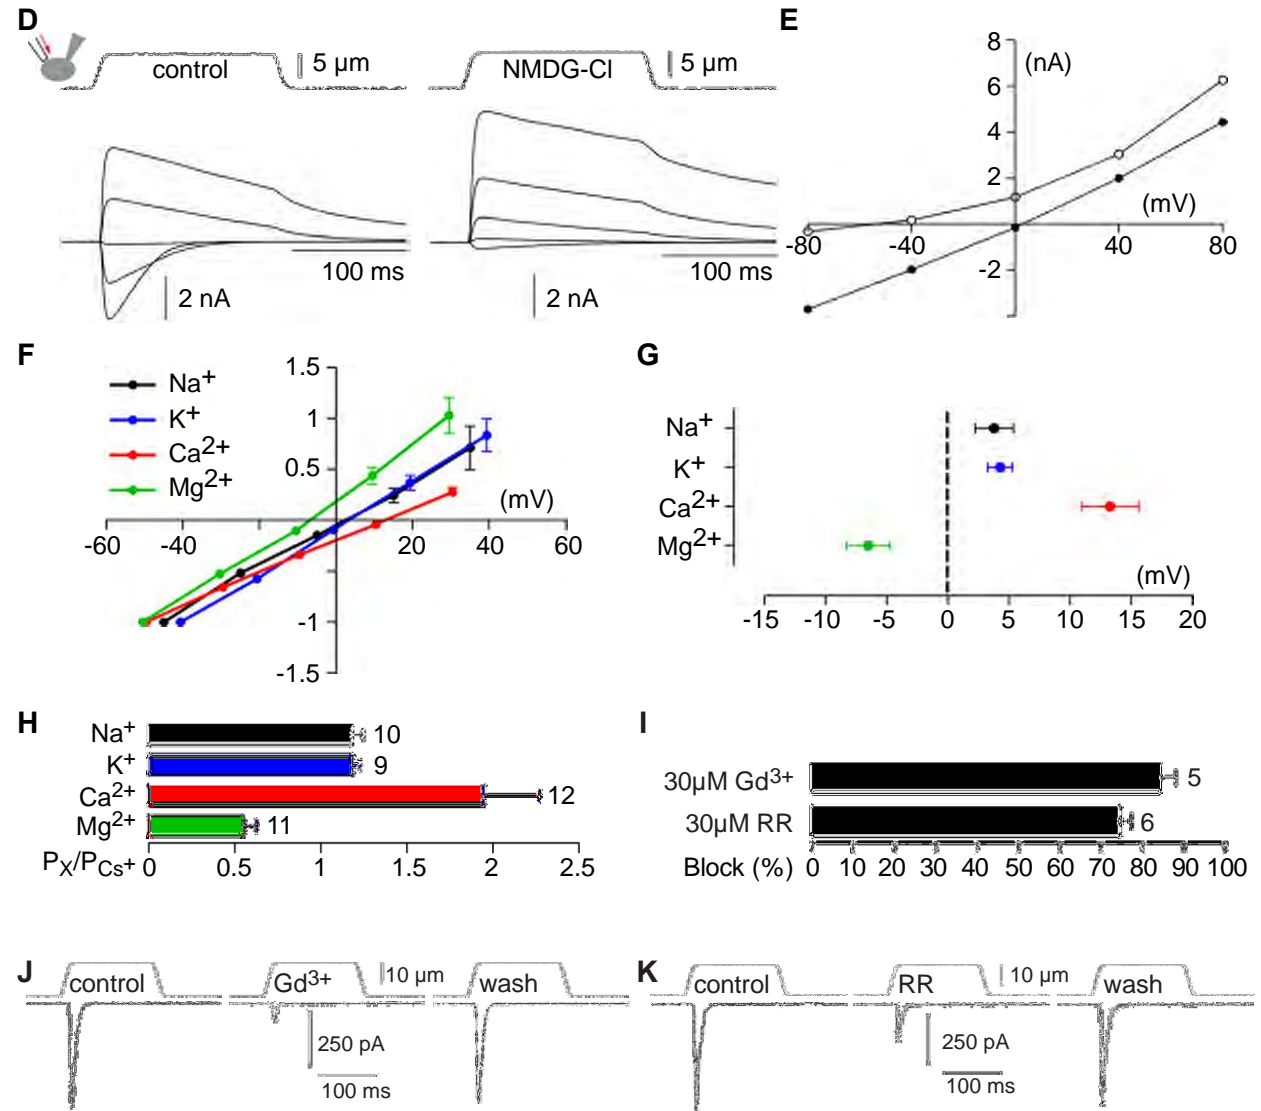 D
control
5 µm
NMDG-Cl
5 µm
100 ms
2 nA
100 ms
2 nA
E
8
(nA)
6
4
2
(mV)
-80
-40
40
80
-2
F
Na+
K+
Ca2+
Mg2+
1.5
1
0.5
(mV)
-60
-40
20
40
60
-1
-1.5
G
Na+
K+
Ca2+
Mg2+
(mV)
-15
-10
-5
0
5
10
15
20
H
Na+
10
K+
9
Ca2+
12
Mg2+
11
PX/PCs+
0
0.5
1
1.5
2
2.5
I
30µM Gd3+
5
30µM RR
6
Block (%)
0
10
20
30
40
50
60
70
80
90
100
J
control
Gd3+
10 µm
wash
250 pA
100 ms
K
control
RR
10 µm
wash
250 pA
100 ms